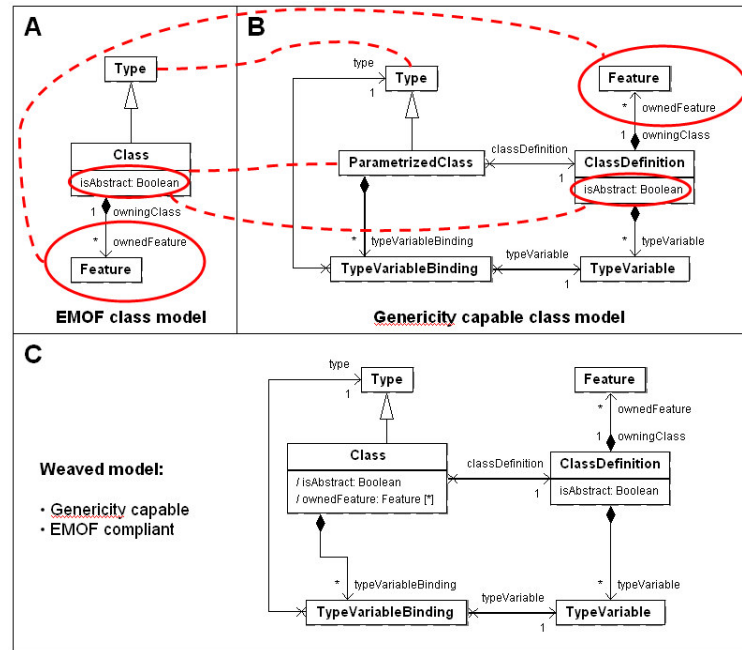 A
Type
Class
isAbstract: Boolean
1
owningClass
*
ownedFeature
Feature
EMOF class model
B
type
1
Type
Feature
*
ownedFeature
1
owningClass
classDefinition
1
ParametrizedClass
ClassDefinition
isAbstract: Boolean
*
typeVariableBinding
typeVariable
1
*
typeVariable
TypeVariableBinding
TypeVariable
Genericity capable class model
C
type
1
Type
Feature
*
ownedFeature
1
owningClass
Class
/ isAbstract: Boolean
/ ownedFeature: Feature [*]
classDefinition
1
ClassDefinition
isAbstract: Boolean
Weaved model:
• Genericity capable
• EMOF compliant
*
typeVariableBinding
typeVariable
1
*
typeVariable
TypeVariableBinding
TypeVariable